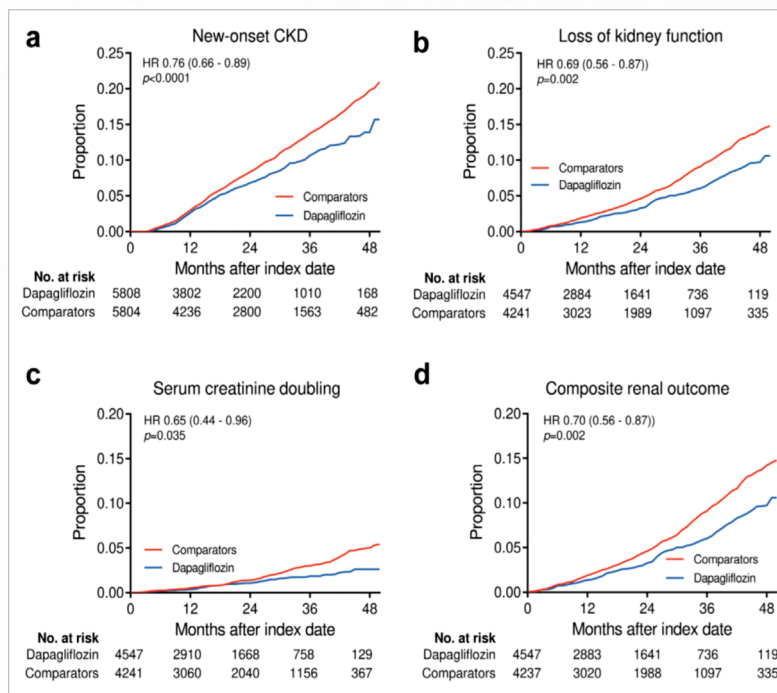 a
New-onset CKD
HR 0.76 (0.66 - 0.89)
p<0.0001
0.25
0.20
0.15
0.10
0.05
0.00
Proportion
Comparators
Dapagliflozin
0 12 24 36 48
Months after index date
No. at risk
Dapagliflozin 5808 3802 2200 1010 168
Comparators 5804 4236 2800 1563 482
b
Loss of kidney function
HR 0.69 (0.56 - 0.87))
p=0.002
0.25
0.20
0.15
0.10
0.05
0.00
Proportion
Comparators
Dapagliflozin
0 12 24 36 48
Months after index date
No. at risk
Dapagliflozin 4547 2884 1641 736 119
Comparators 4241 3023 1989 1097 335
c
Serum creatinine doubling
HR 0.65 (0.44 - 0.96)
p=0.035
0.20
0.15
0.10
0.05
0.00
Proportion
Comparators
Dapagliflozin
0 12 24 36 48
Months after index date
No. at risk
Dapagliflozin 4547 2910 1668 758 129
Comparators 4241 3060 2040 1156 367
d
Composite renal outcome
HR 0.70 (0.56 - 0.87))
p=0.002
0.20
0.15
0.10
0.05
0.00
Proportion
Comparators
Dapagliflozin
0 12 24 36 48
Months after index date
No. at risk
Dapagliflozin 4547 2883 1641 736 119
Comparators 4237 3020 1988 1097 335